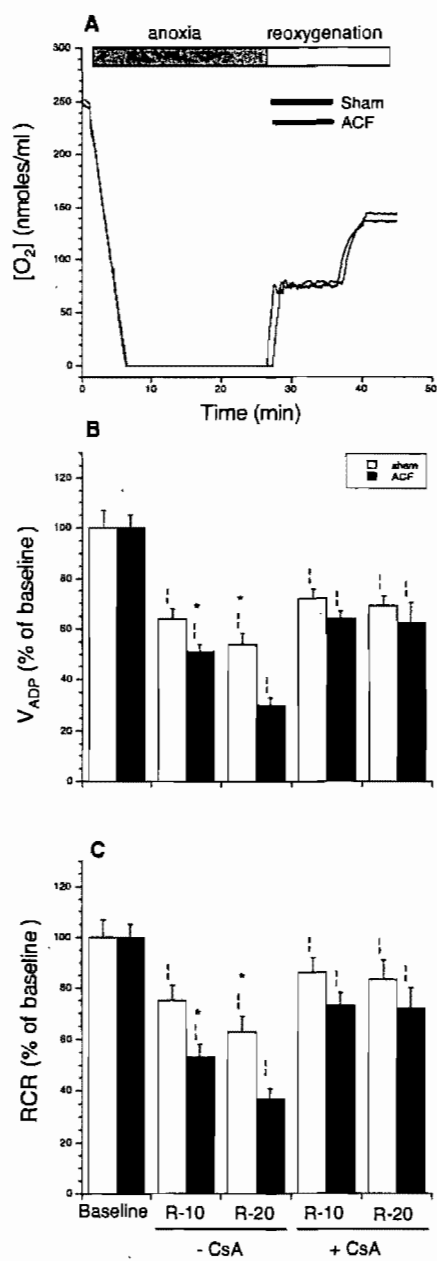 A
anoxia reoxygenation
300
250
200
150
100
50
0
[O₂] (nmoles/ml)
Sham
ACF
0 10 20 30 40 50
Time (min)
B
120
100
80
60
40
20
0
V_ADP (% of baseline)
sham
ACF
* *
C
120
100
80
60
40
20
0
RCR (% of baseline)
* *
Baseline R-10 R-20 R-10 R-20
- CsA + CsA